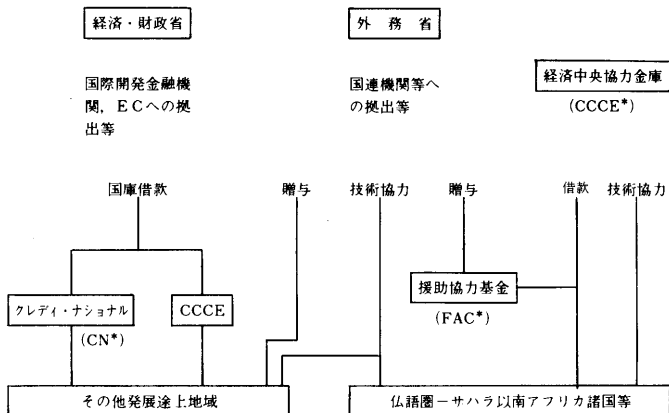 経済・財政省
外務省
国際開発金融機
関，ECへの拠
出等
国連機関等へ
の拠出等
経済中央協力金庫
(CCCE*)
国庫借款
贈与
技術協力
贈与
借款
技術協力
クレディ・ナショナル
(CN*)
CCCE
援助協力基金
(FAC*)
その他発展途上地域
仏語圏－サハラ以南アフリカ諸国等